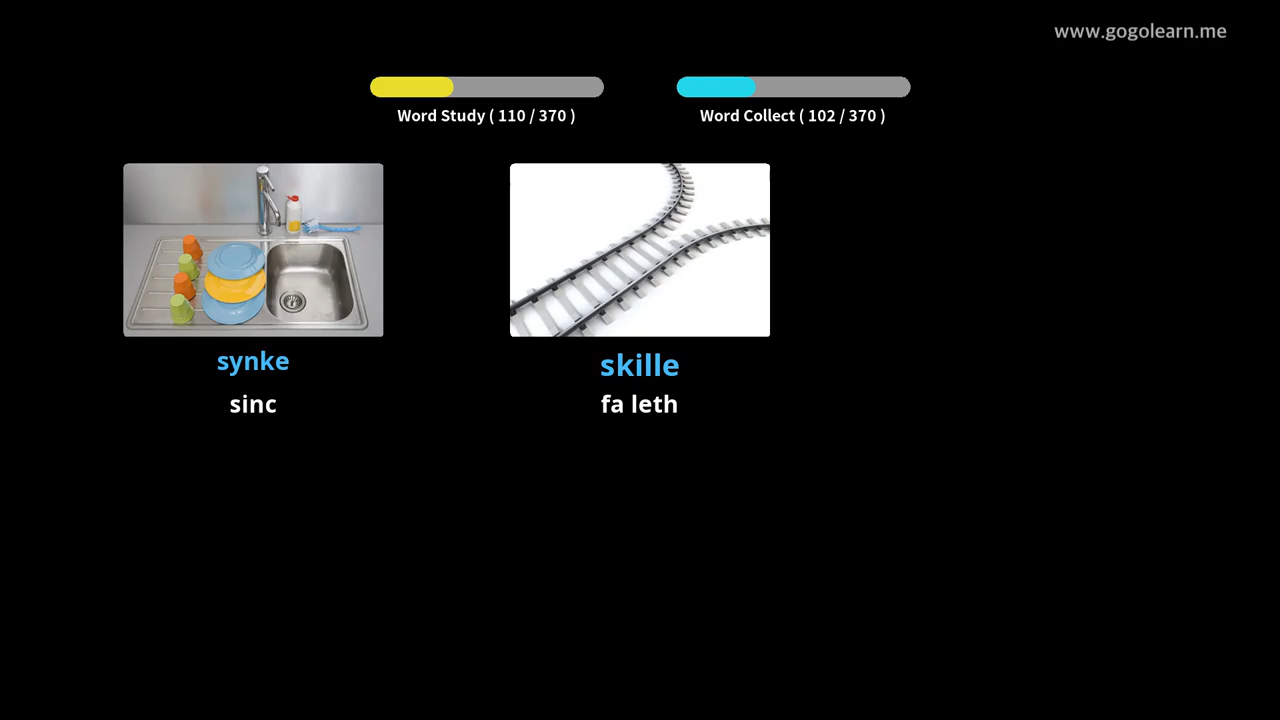 www.gogolearn.me
Word Study ( 110 / 370 )
Word Collect ( 102 / 370 )
synke
sinc
skille
fa leth